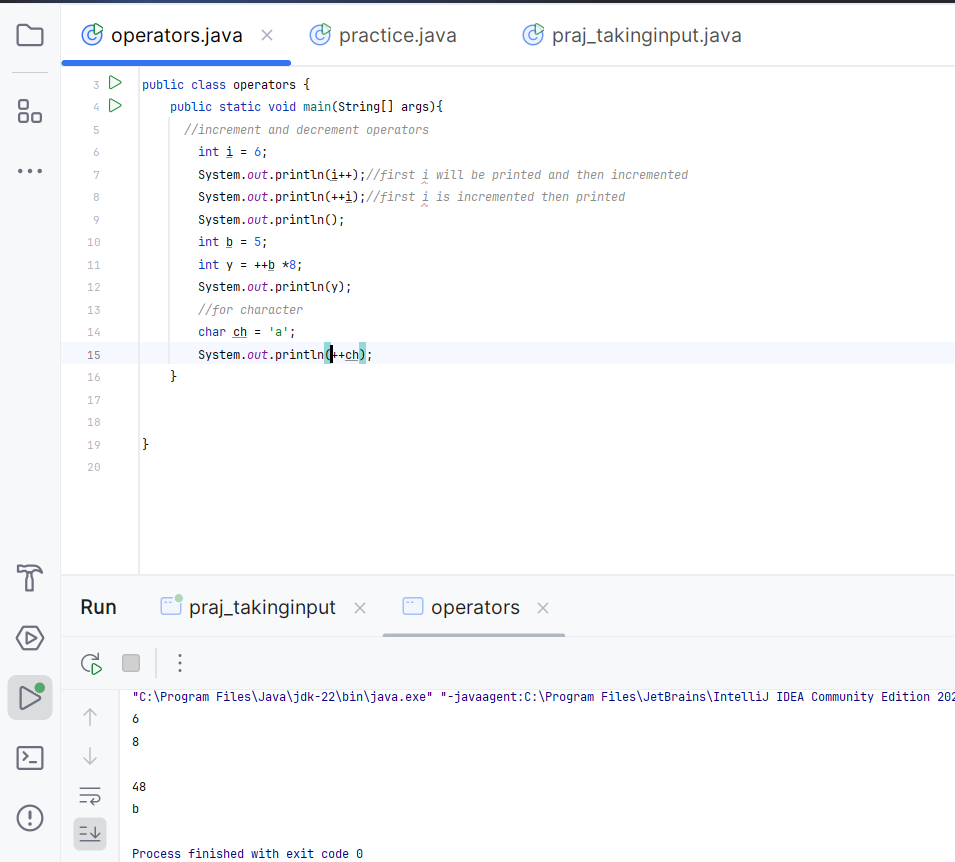 operators.java
practice.java
praj_takinginput.java
3 public class operators {
4 public static void main(String[] args){
5 //increment and decrement operators
6 int i = 6;
7 System.out.println(i++);//first i will be printed and then incremented
8 System.out.println(++i);//first i is incremented then printed
9 System.out.println();
10 int b = 5;
11 int y = ++b *8;
12 System.out.println(y);
13 //for character
14 char ch = 'a';
15 System.out.println(++ch);
16 }
17
18
19 }
20
Run
praj_takinginput
operators
"C:\Program Files\Java\jdk-22\bin\java.exe" "-javaagent:C:\Program Files\JetBrains\IntelliJ IDEA Community Edition 202
6
8
48
b
Process finished with exit code 0